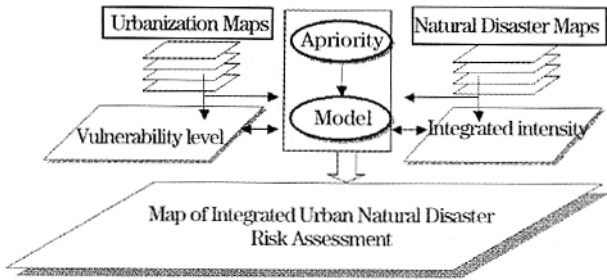 Urbanization Maps
Apriority
Natural Disaster Maps
Model
Vulnerability level
Integrated intensity
Map of Integrated Urban Natural Disaster
Risk Assessment